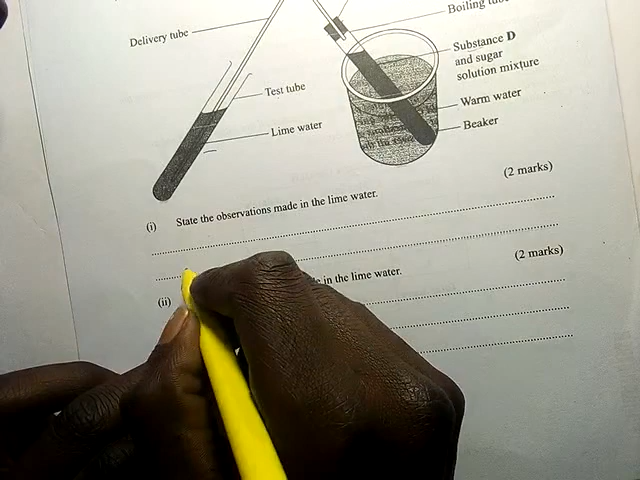 Delivery tube
Boiling tube
Substance D
and sugar
solution mixture
Test tube
Warm water
Lime water
Beaker
(2 marks)
(i) State the observations made in the lime water.
(2 marks)
(ii) in the lime water.